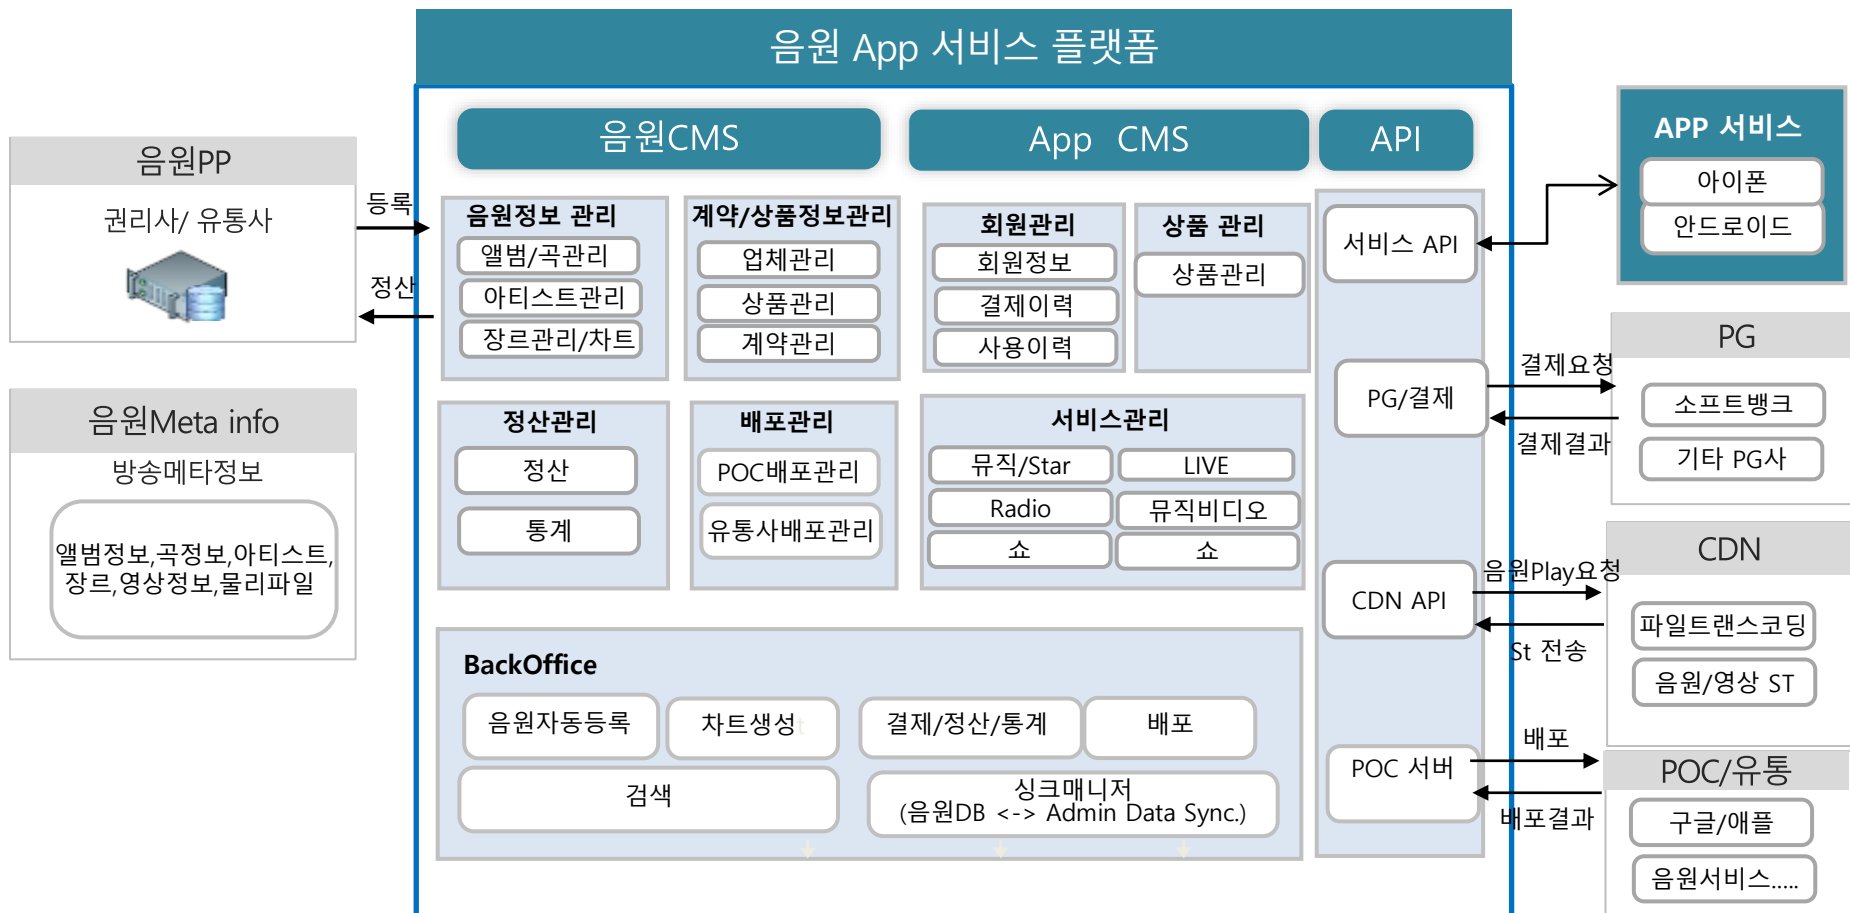 음원 App 서비스 플랫폼
음원CMS
App CMS
API
음원PP
권리사/ 유통사
등록
정산
음원Meta info
방송메타정보
앨범정보,곡정보,아티스트,
장르,영상정보,물리파일
음원정보 관리
앨범/곡관리
아티스트관리
장르관리/차트
계약/상품정보관리
업체관리
상품관리
계약관리
회원관리
회원정보
결제이력
사용이력
상품 관리
상품관리
정산관리
정산
통계
배포관리
POC배포관리
유통사배포관리
서비스관리
뮤직/Star
LIVE
Radio
뮤직비디오
쇼
쇼
BackOffice
음원자동등록
차트생성t
결제/정산/통계
배포
검색
싱크매니저
(음원DB <-> Admin Data Sync.)
서비스 API
PG/결제
CDN API
POC 서버
APP 서비스
아이폰
안드로이드
결제요청
결제결과
PG
소프트뱅크
기타 PG사
음원Play요청
St 전송
CDN
파일트랜스코딩
음원/영상 ST
배포
배포결과
POC/유통
구글/애플
음원서비스.....